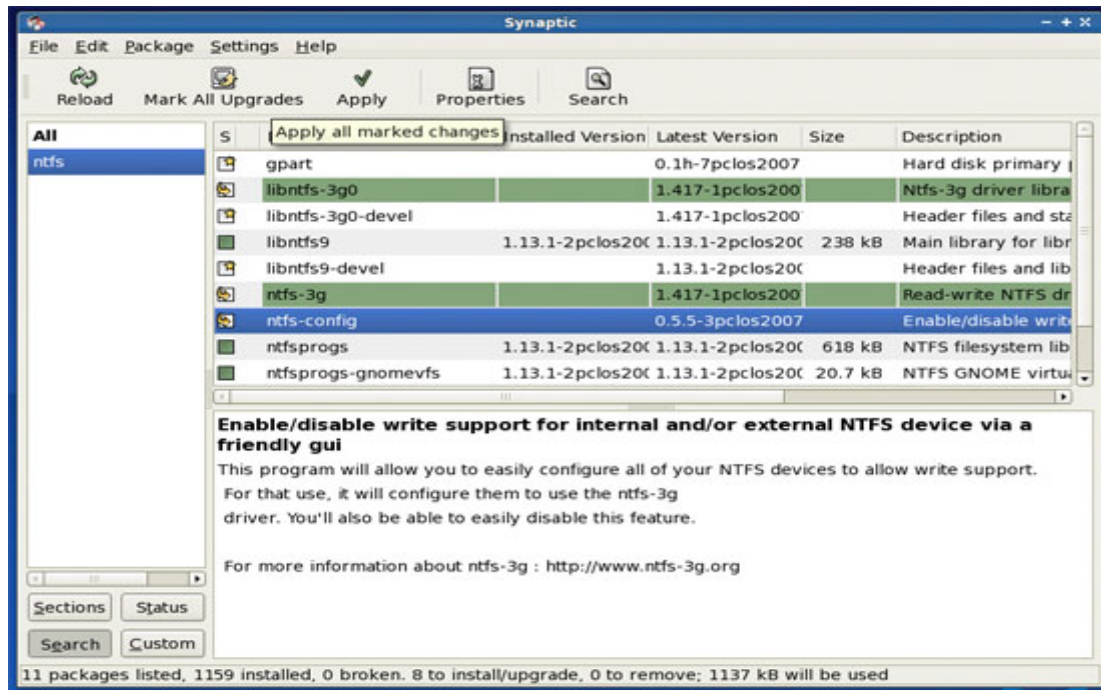 Synaptic
File Edit Package Settings Help
Reload Mark All Upgrades Apply Properties Search
Apply all marked changes
All
ntfs
S Installed Version Latest Version Size Description
gpart 0.1h-7pclos2007 Hard disk primary
libntfs-3g0 1.417-1pclos200 Ntfs-3g driver libra
libntfs-3g0-devel 1.417-1pclos200 Header files and sta
libntfs9 1.13.1-2pclos20( 1.13.1-2pclos20( 238 kB Main library for libr
libntfs9-devel 1.13.1-2pclos20( Header files and lib
ntfs-3g 1.417-1pclos200 Read-write NTFS dr
ntfs-config 0.5.5-3pclos2007 Enable/disable write
ntfsprogs 1.13.1-2pclos20( 1.13.1-2pclos20( 618 kB NTFS filesystem lib
ntfsprogs-gnomevfs 1.13.1-2pclos20( 1.13.1-2pclos20( 20.7 kB NTFS GNOME virtu
Enable/disable write support for internal and/or external NTFS device via a
friendly gui
This program will allow you to easily configure all of your NTFS devices to allow write support.
For that use, it will configure them to use the ntfs-3g
driver. You'll also be able to easily disable this feature.
For more information about ntfs-3g : http://www.ntfs-3g.org
Sections Status
Search Custom
11 packages listed, 1159 installed, 0 broken. 8 to install/upgrade, 0 to remove; 1137 kB will be used